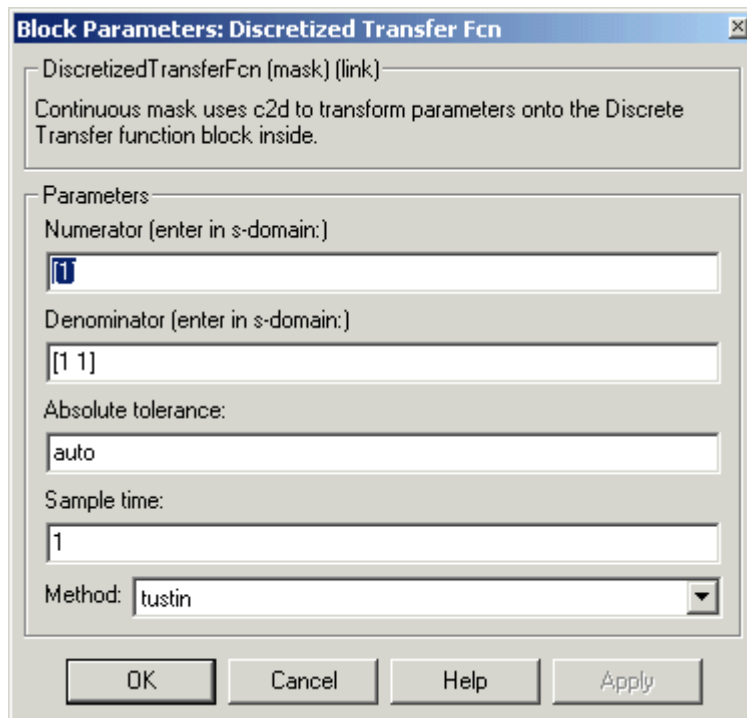 Block Parameters: Discretized Transfer Fcn
DiscretizedTransferFcn (mask) (link)
Continuous mask uses c2d to transform parameters onto the Discrete
Transfer function block inside.
Parameters
Numerator (enter in s-domain:)
[1]
Denominator (enter in s-domain:)
[1 1]
Absolute tolerance:
auto
Sample time:
1
Method: tustin
OK Cancel Help Apply